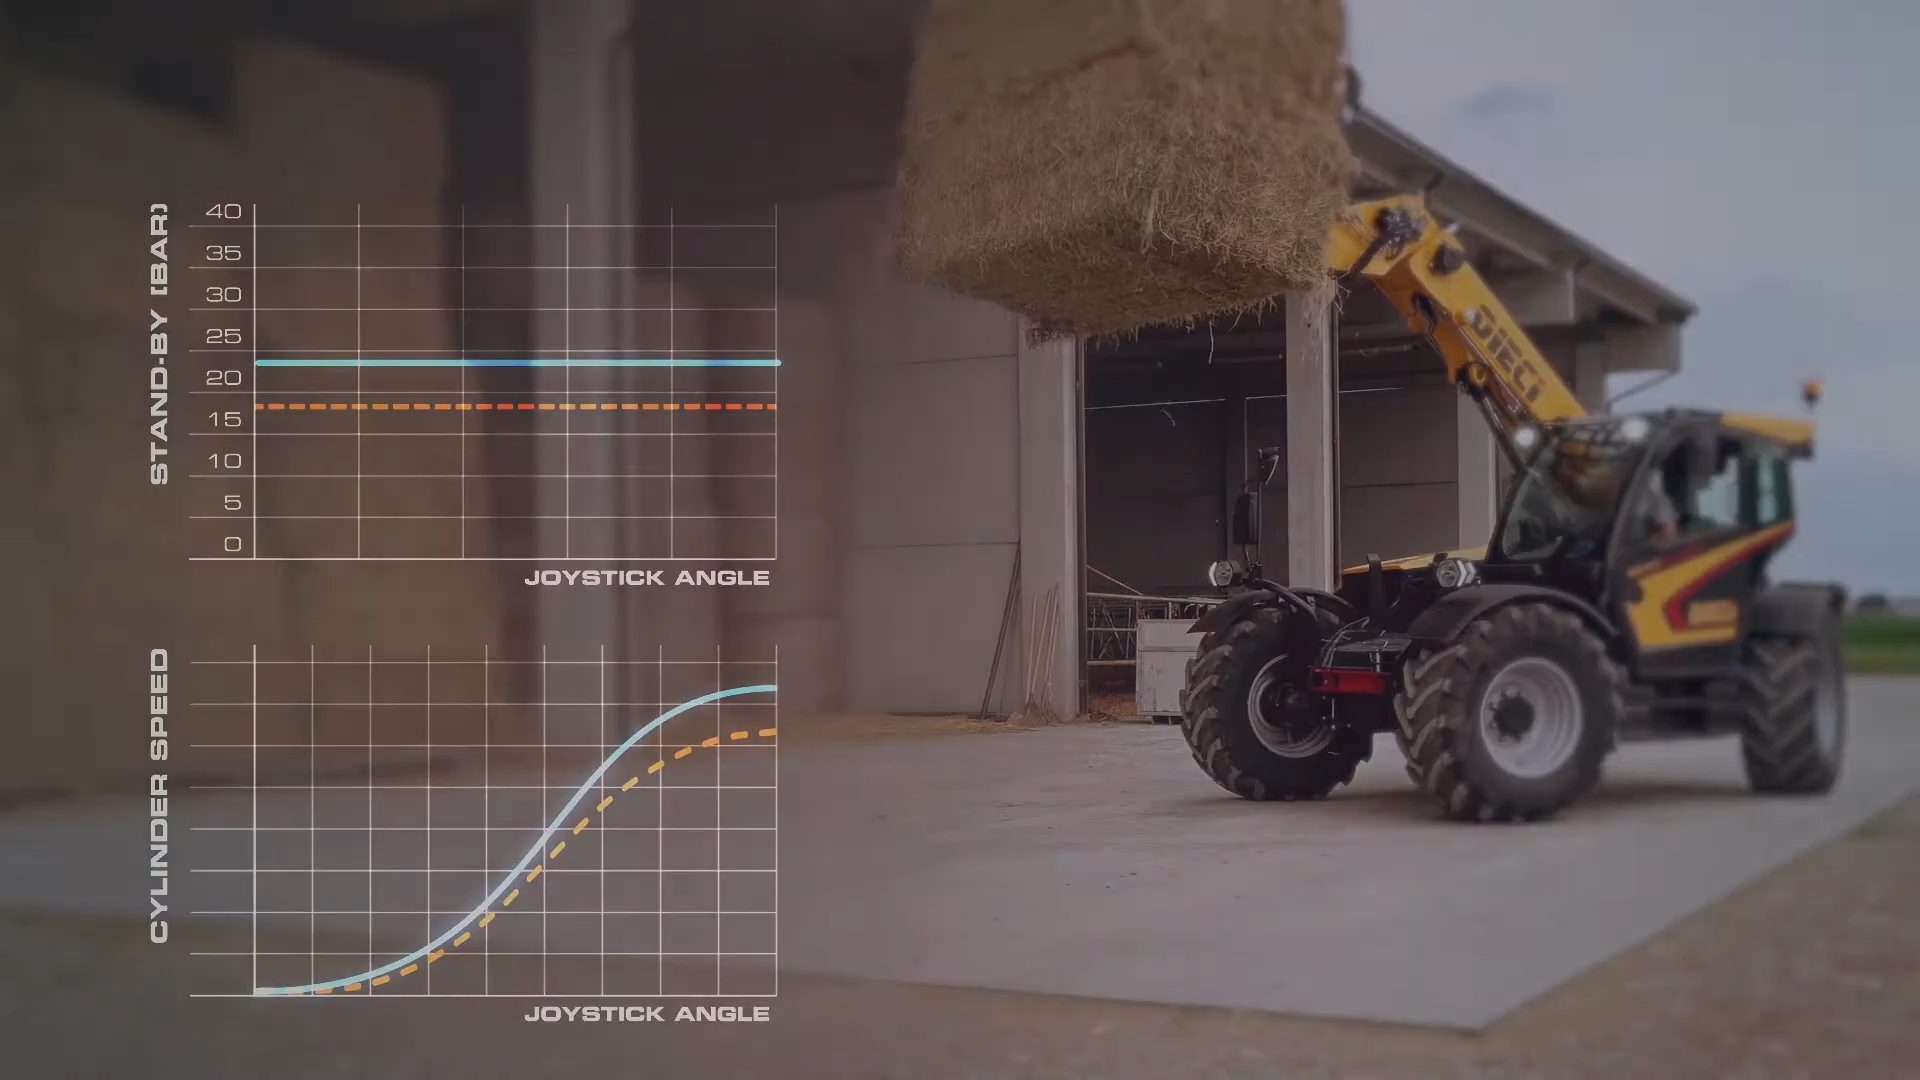 STAND-BY [BAR]
40
35
30
25
20
15
10
5
0
JOYSTICK ANGLE
CYLINDER SPEED
JOYSTICK ANGLE
DIECI